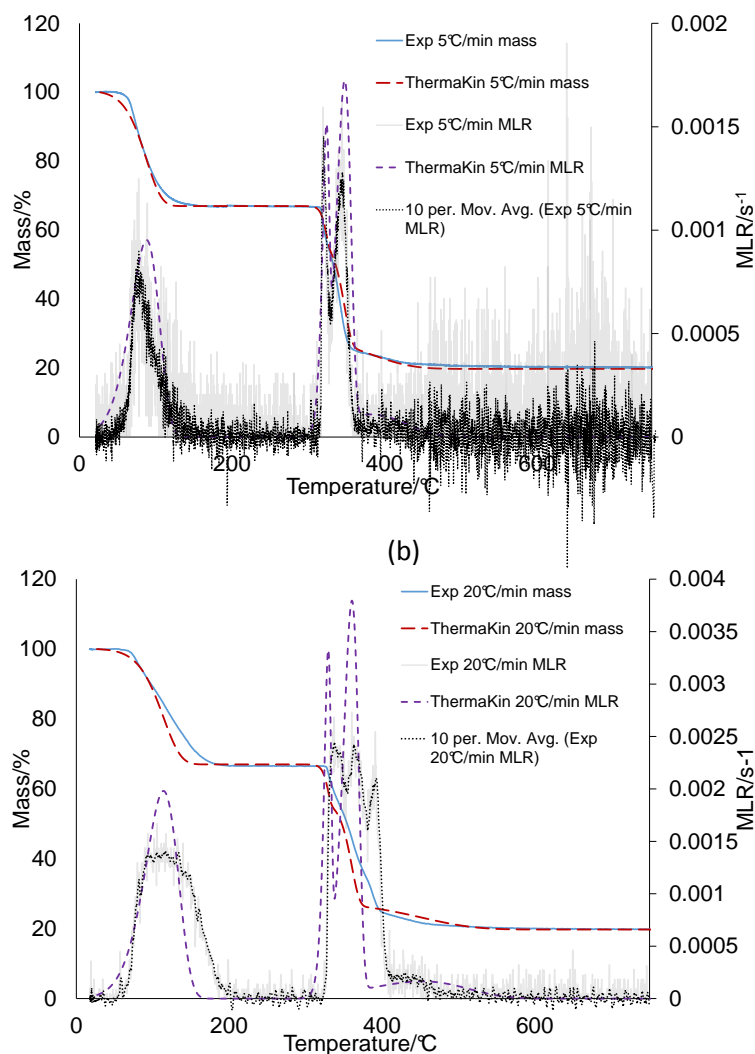 0.002
120
Exp 5°C/min mass
100
ThermaKin 5°C/min mass
0.0015
Exp 5°C/min MLR
80
ThermaKin 5°C/min MLR
Mass/%
60
10 per. Mov. Avg. (Exp 5°C/min
MLR)
0.001
MLR/s-1
40
0.0005
20
0
0
0
200
400
600
Temperature/°C
(b)
120
0.004
Exp 20°C/min mass
0.0035
100
ThermaKin 20°C/min mass
0.003
Exp 20°C/min MLR
80
0.0025
ThermaKin 20°C/min MLR
Mass/%
60
10 per. Mov. Avg. (Exp
20°C/min MLR)
0.002
MLR/s-1
0.0015
40
0.001
20
0.0005
0
0
0
200
400
600
Temperature/°C